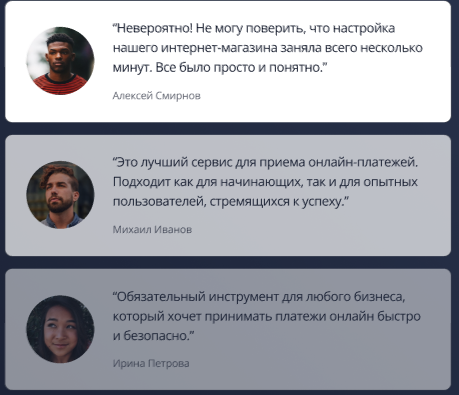 “Невероятно! Не могу поверить, что настройка
нашего интернет-магазина заняла всего несколько
минут. Все было просто и понятно.”
Алексей Смирнов
“Это лучший сервис для приема онлайн-платежей.
Подходит как для начинающих, так и для опытных
пользователей, стремящихся к успеху.”
Михаил Иванов
“Обязательный инструмент для любого бизнеса,
который хочет принимать платежи онлайн быстро
и безопасно.”
Ирина Петрова